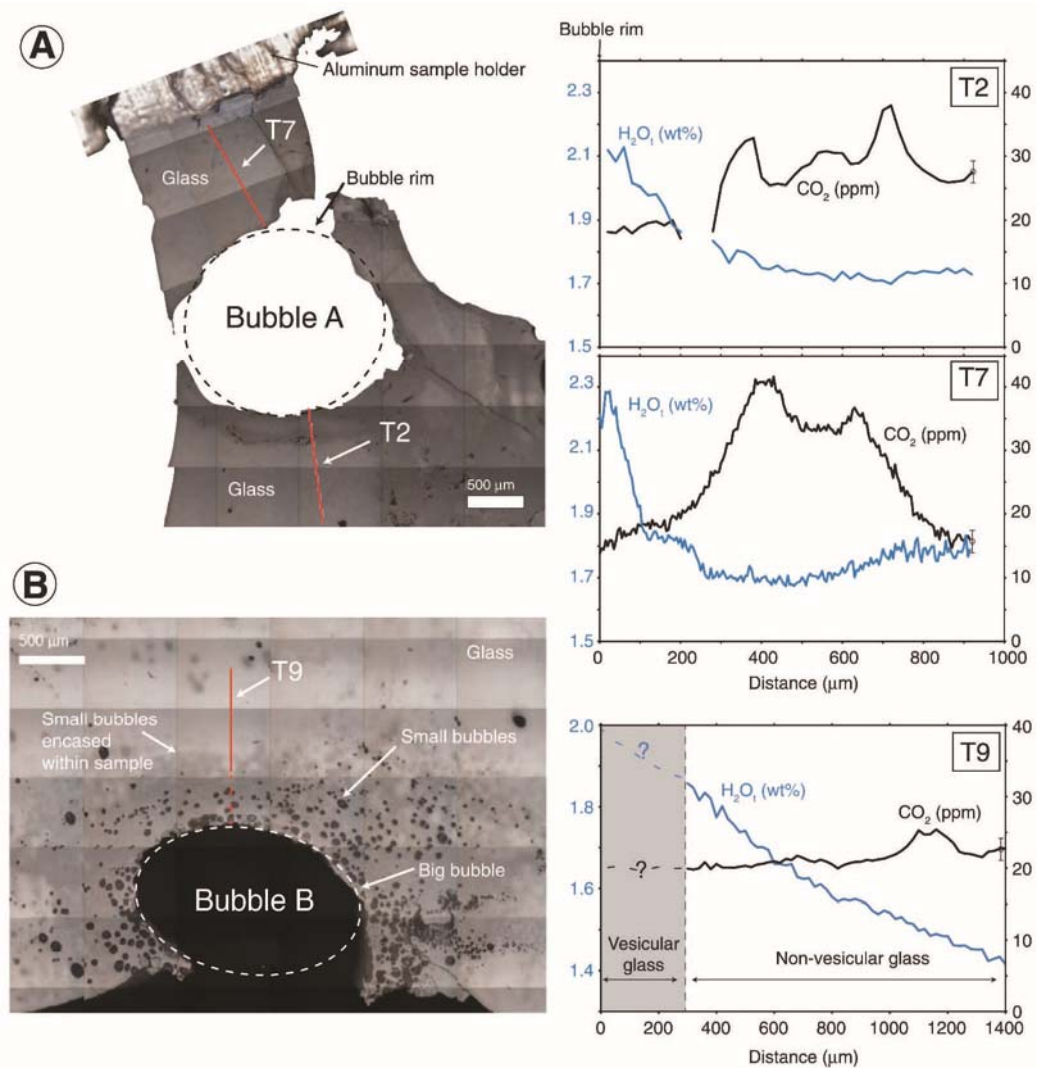 A
Aluminum sample holder
T7
Glass
Bubble rim
Bubble A
T2
Glass
500 µm
Bubble rim
T2
2.3
2.1
1.9
1.7
1.5
H2Ot (wt%)
CO2 (ppm)
40
30
20
10
0
T7
2.3
2.1
1.9
1.7
1.5
H2Ot (wt%)
CO2 (ppm)
40
30
20
10
0
0 200 400 600 800 1000
Distance (µm)
B
500 µm
Glass
T9
Small bubbles
encased
within sample
Small bubbles
Big bubble
Bubble B
T9
2.0
1.8
1.6
1.4
?
?
H2Ot (wt%)
CO2 (ppm)
Vesicular
glass
Non-vesicular glass
40
30
20
10
0
0 200 400 600 800 1000 1200 1400
Distance (µm)